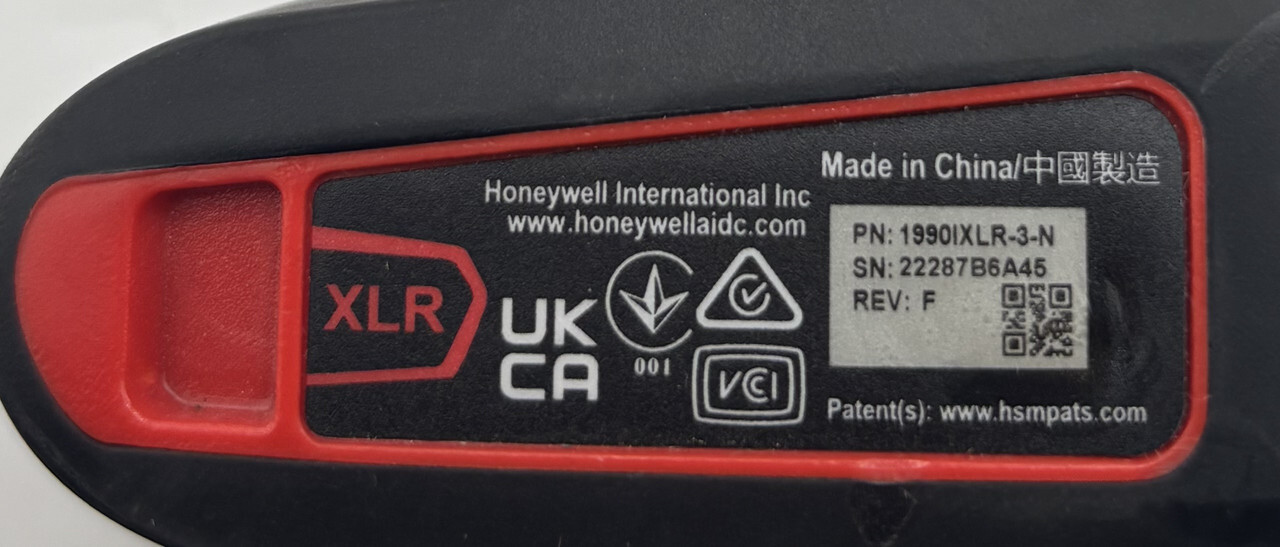 XLR
Honeywell International Inc
www.honeywellaidc.com
UK
CA
001
VCI
Made in China/中國製造
PN: 1990IXLR-3-N
SN: 22287B6A45
REV: F
Patent(s): www.hsmpats.com